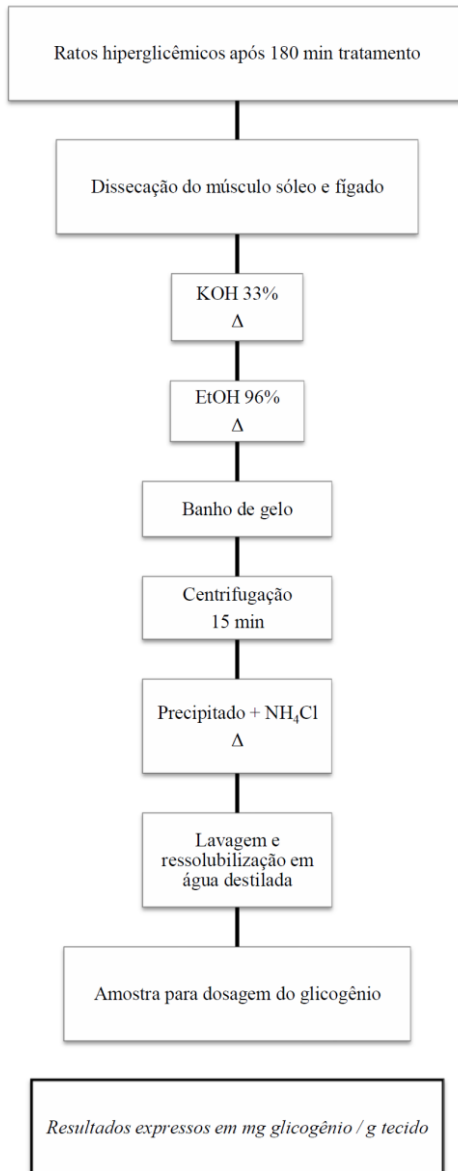 Ratos hiperglicêmicos após 180 min tratamento
Dissecação do músculo sóleo e fígado
KOH 33%
Δ
EtOH 96%
Δ
Banho de gelo
Centrifugação
15 min
Precipitado + NH₄Cl
Δ
Lavagem e
ressolubilização em
água destilada
Amostra para dosagem do glicogênio
Resultados expressos em mg glicogênio / g tecido